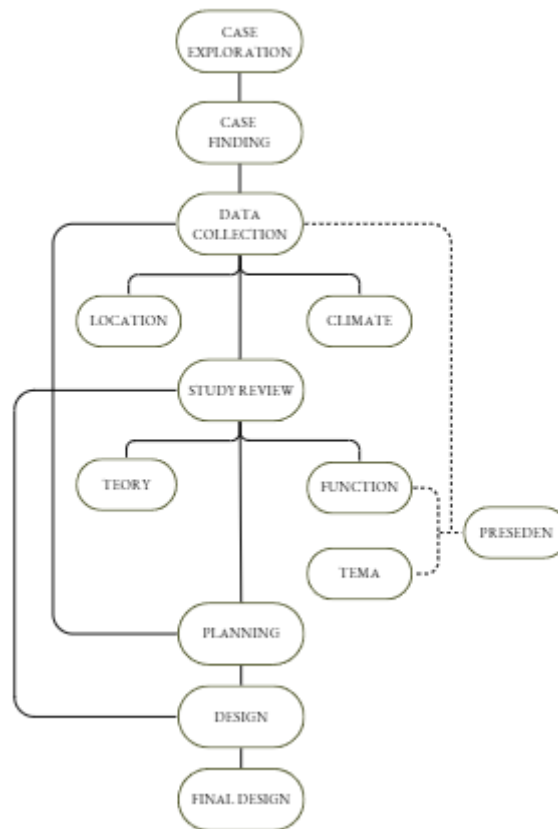 CASE
EXPLORATION
CASE
FINDING
DATA
COLLECTION
LOCATION
CLIMATE
STUDY REVIEW
TEORY
FUNCTION
PRESEDEN
TEMA
PLANNING
DESIGN
FINAL DESIGN